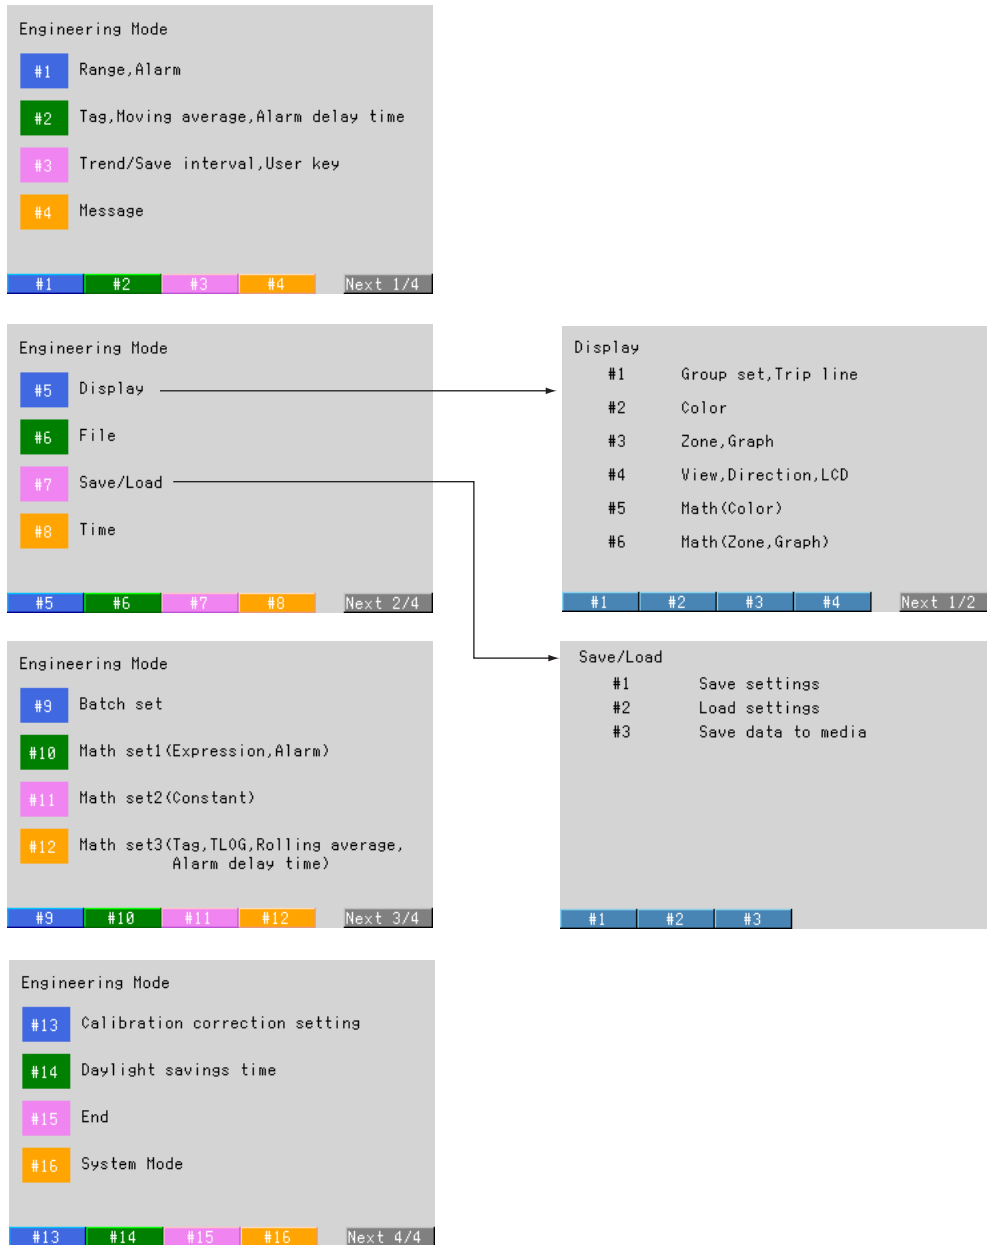 Engineering Mode
#1 Range,Alarm
#2 Tag,Moving average,Alarm delay time
#3 Trend/Save interval,User key
#4 Message
#1 #2 #3 #4 Next 1/4
Engineering Mode
#5 Display
#6 File
#7 Save/Load
#8 Time
#5 #6 #7 #8 Next 2/4
Display
#1 Group set,Trip line
#2 Color
#3 Zone,Graph
#4 View,Direction,LCD
#5 Math(Color)
#6 Math(Zone,Graph)
#1 #2 #3 #4 Next 1/2
Engineering Mode
#9 Batch set
#10 Math set1(Expression,Alarm)
#11 Math set2(Constant)
#12 Math set3(Tag,TLOG,Rolling average,
Alarm delay time)
#9 #10 #11 #12 Next 3/4
Save/Load
#1 Save settings
#2 Load settings
#3 Save data to media
#1 #2 #3
Engineering Mode
#13 Calibration correction setting
#14 Daylight savings time
#15 End
#16 System Mode
#13 #14 #15 #16 Next 4/4